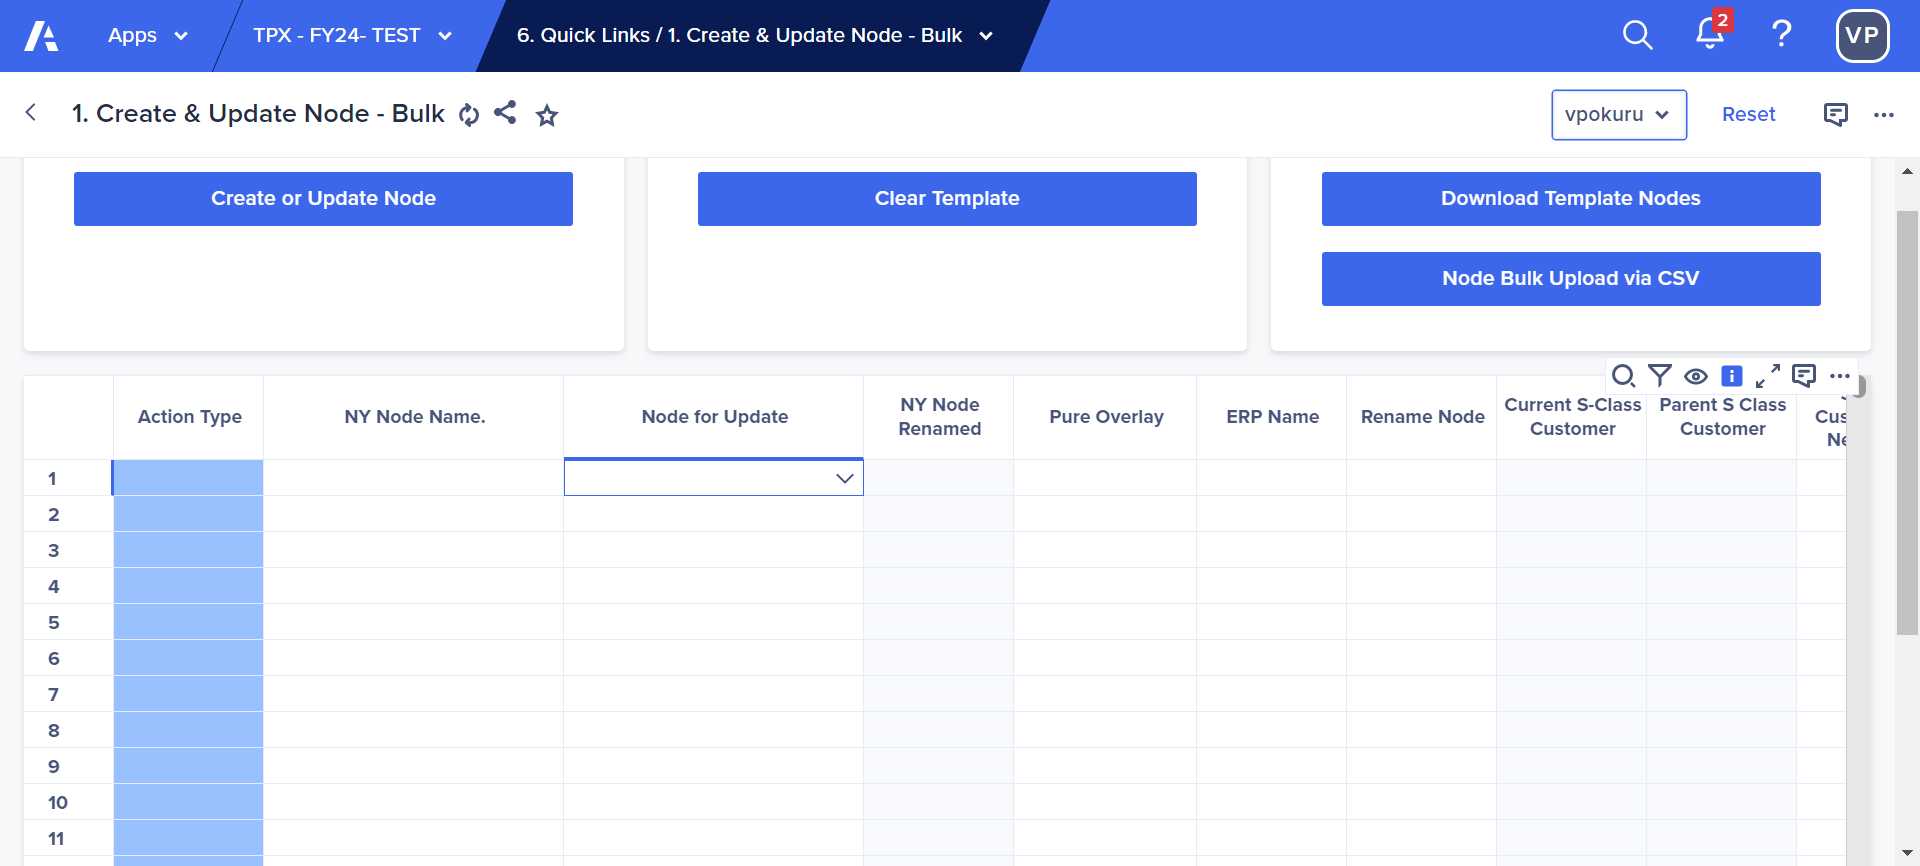 Apps
TPX - FY24- TEST
6. Quick Links / 1. Create & Update Node - Bulk
2
?
VP
1. Create & Update Node - Bulk
vpokuru
Reset
Create or Update Node
Clear Template
Download Template Nodes
Node Bulk Upload via CSV
Action Type
NY Node Name.
Node for Update
NY Node
Renamed
Pure Overlay
ERP Name
Rename Node
Current S-Class
Customer
Parent S Class
Customer
1
2
3
4
5
6
7
8
9
10
11